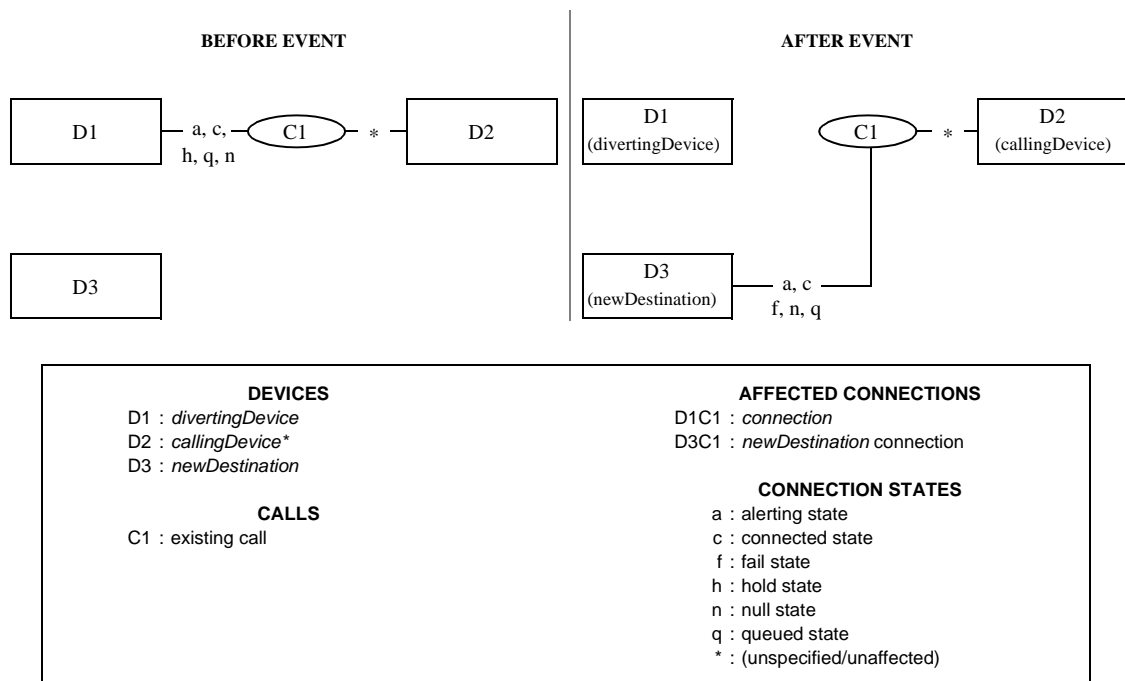 BEFORE EVENT
D1
a, c,
h, q, n
C1
*
D2
D3
AFTER EVENT
D1
(divertingDevice)
C1
*
D2
(callingDevice)
D3
(newDestination)
a, c
f, n, q
DEVICES
D1 : divertingDevice
D2 : callingDevice*
D3 : newDestination
CALLS
C1 : existing call
AFFECTED CONNECTIONS
D1C1 : connection
D3C1 : newDestination connection
CONNECTION STATES
a : alerting state
c : connected state
f : fail state
h : hold state
n : null state
q : queued state
* : (unspecified/unaffected)